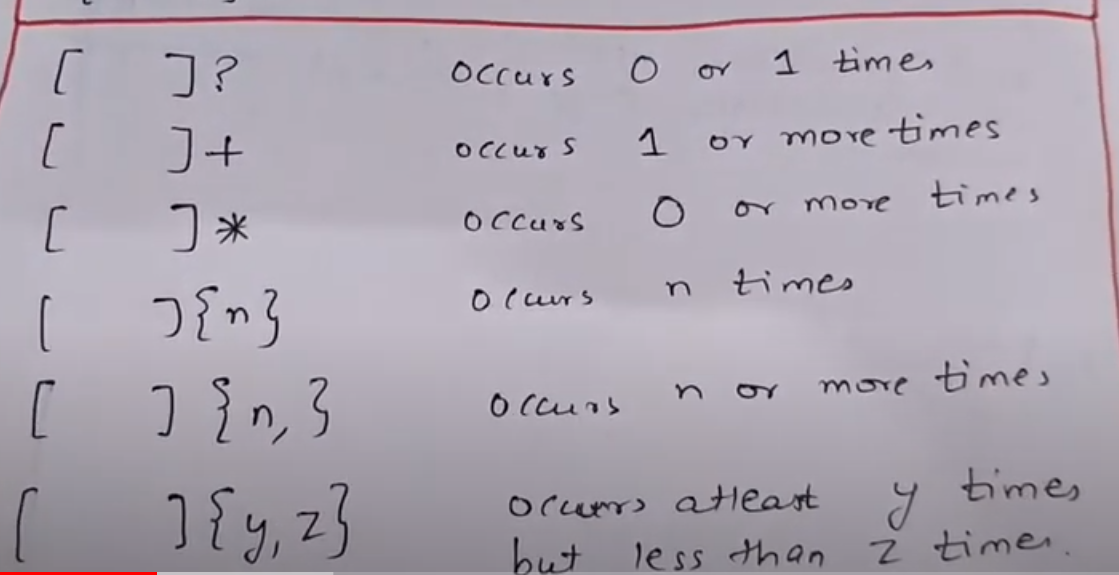 [ ]? occurs 0 or 1 times
[ ]+ occurs 1 or more times
[ ]* occurs 0 or more times
[ ]{n} occurs n times
[ ]{n,} occurs n or more times
[ ]{y,z} occurs atleast y times
but less than z times.